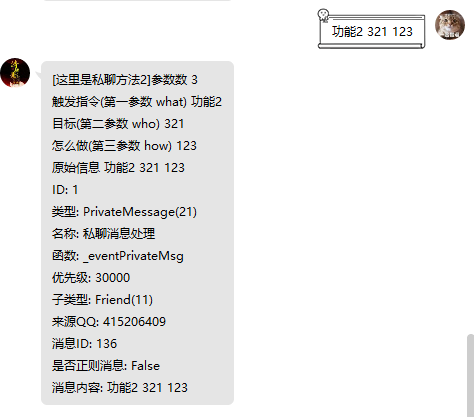 功能2 321 123
[这里是私聊方法2]参数数 3
触发指令(第一参数 what) 功能2
目标(第二参数 who) 321
怎么做(第三参数 how) 123
原始信息 功能2 321 123
ID: 1
类型: PrivateMessage(21)
名称: 私聊消息处理
函数: _eventPrivateMsg
优先级: 30000
子类型: Friend(11)
来源QQ: 415206409
消息ID: 136
是否正则消息: False
消息内容: 功能2 321 123